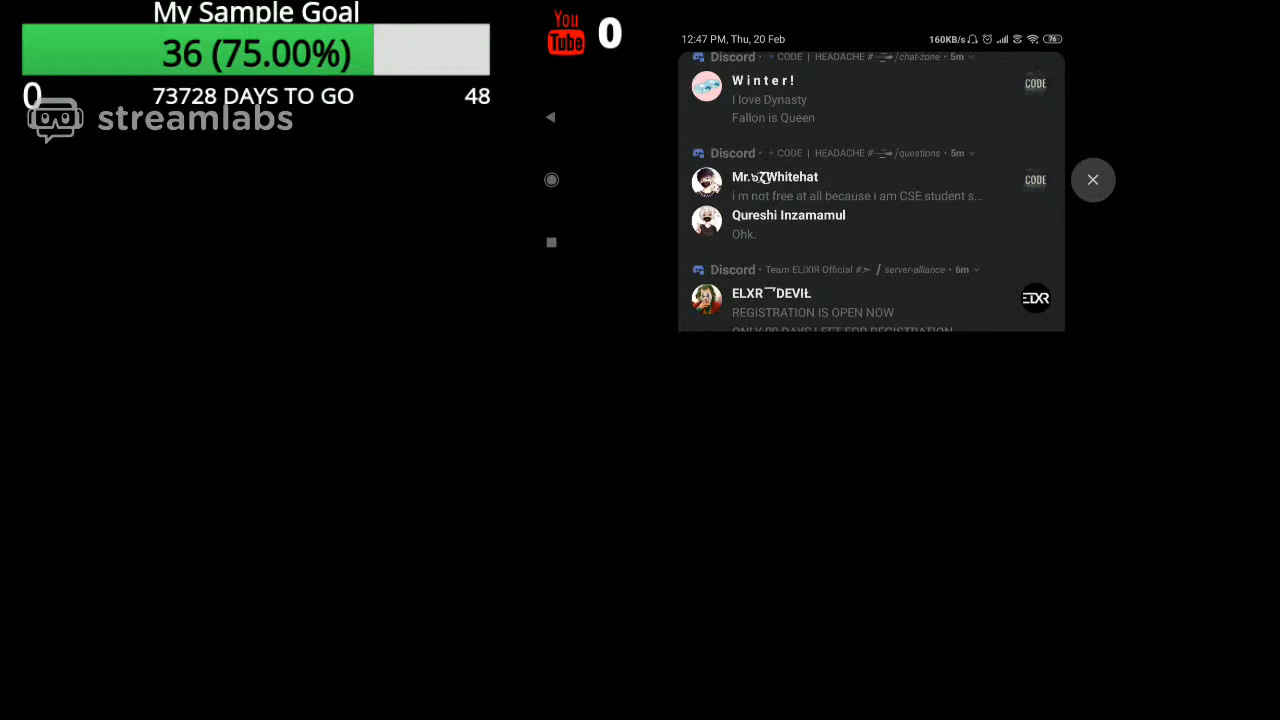 My Sample Goal
36 (75.00%)
0 73728 DAYS TO GO 48
streamlabs
You
Tube 0
12:47 PM, Thu, 20 Feb 160KB/s 76
Discord · CODE | HEADACHE # /chat-zone · 5m
W i n t e r !
CODE
I love Dynasty
Fallon is Queen
Discord · CODE | HEADACHE # /questions · 5m
Whitehat
CODE
i m not free at all because i am CSE student s...
Qureshi Inzamamul
Ohk.
Discord · Team ELIXIR Official # / server-alliance · 6m
ELXR DEVIŁ
REGISTRATION IS OPEN NOW